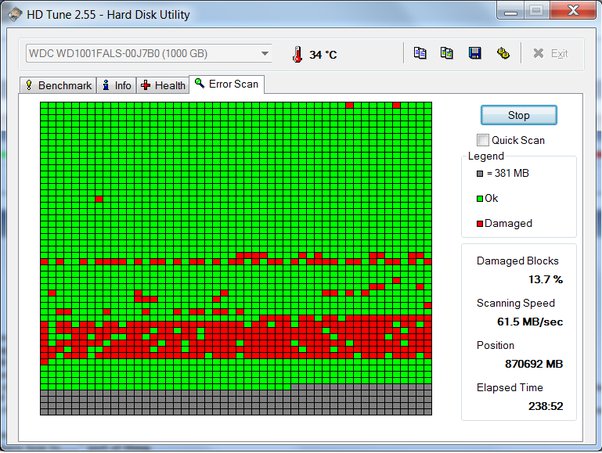 HD Tune 2.55 - Hard Disk Utility
WDC WD1001FALS-00J7B0 (1000 GB)
34 °C
Exit
Benchmark
Info
Health
Error Scan
Stop
Quick Scan
Legend
= 381 MB
Ok
Damaged
Damaged Blocks
13.7 %
Scanning Speed
61.5 MB/sec
Position
870692 MB
Elapsed Time
238:52